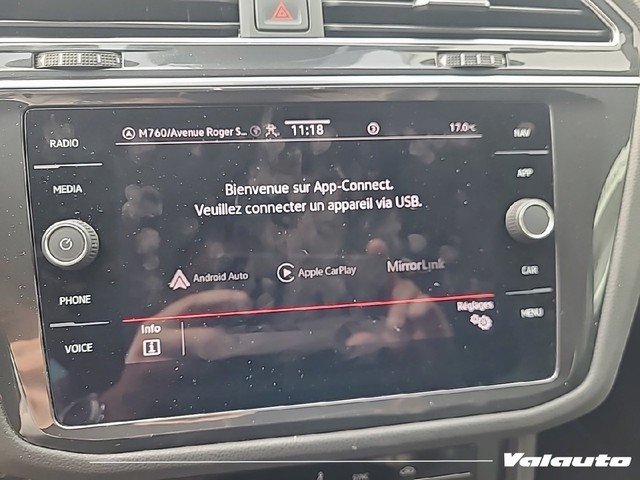 RADIO
MEDIA
PHONE
VOICE
M760/Avenue Roger S...
11:18
17.0°C
Bienvenue sur App-Connect.
Veuillez connecter un appareil via USB.
Android Auto
Apple CarPlay
MirrorLink
Réglages
Info
NAV
APP
CAR
MENU
Valauto